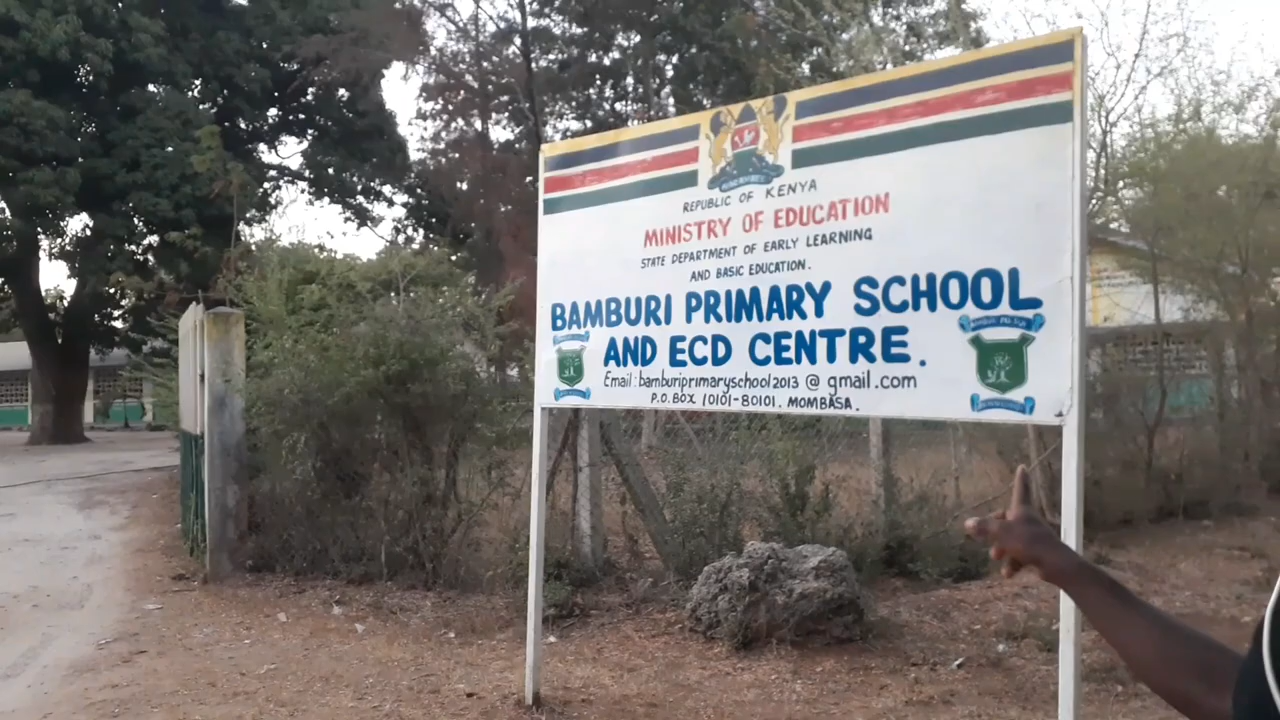 REPUBLIC OF KENYA
MINISTRY OF EDUCATION
STATE DEPARTMENT OF EARLY LEARNING
AND BASIC EDUCATION.
BAMBURI PRIMARY SCHOOL
AND ECD CENTRE.
Email: bamburiprimaryschool2013 @ gmail.com
P.O. BOX 10101-80101. MOMBASA.